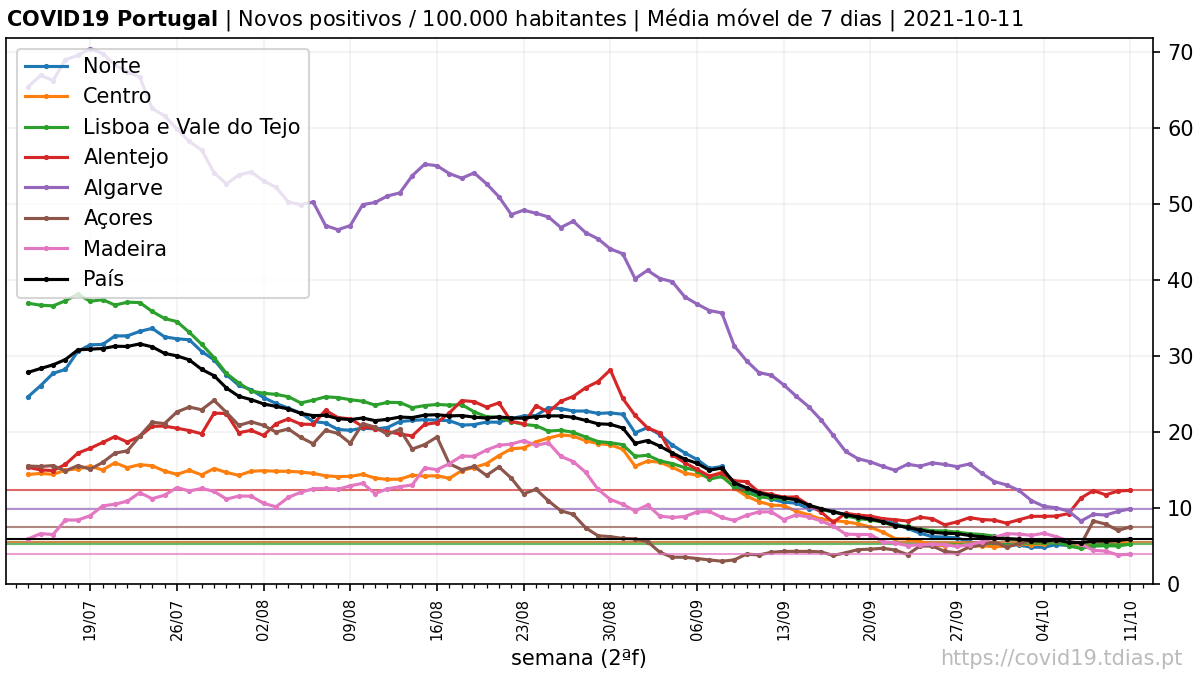 COVID19 Portugal | Novos positivos / 100.000 habitantes | Média móvel de 7 dias | 2021-10-11
Norte
Centro
Lisboa e Vale do Tejo
Alentejo
Algarve
Açores
Madeira
País
70
60
50
40
30
20
10
0
19/07
26/07
02/08
09/08
16/08
23/08
30/08
06/09
13/09
20/09
27/09
04/10
11/10
semana (2ªf)
https://covid19.tdias.pt